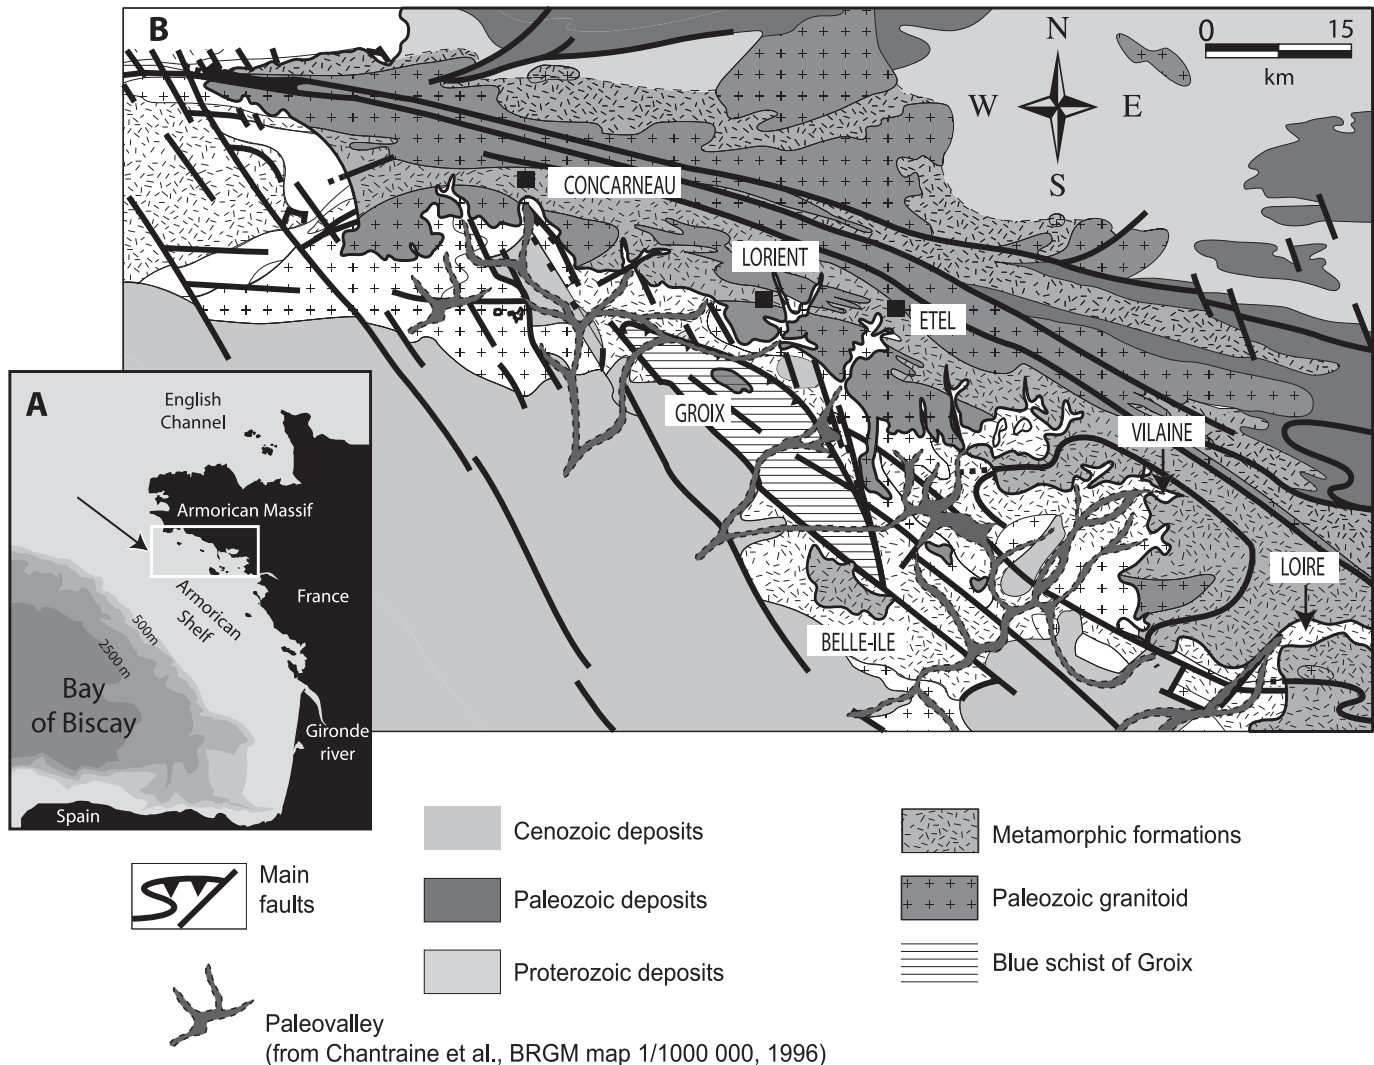 B
0 15
km
N
W E
S
CONCARNEAU
LORIENT
ETEL
GROIX
VILAINE
LOIRE
BELLE-ILE
A
English
Channel
Armorican Massif
France
Armorican
Shelf
500m
2500 m
Bay
of Biscay
Gironde
river
Spain
Main
faults
Paleovalley
(from Chantraine et al., BRGM map 1/1000 000, 1996)
Cenozoic deposits
Paleozoic deposits
Proterozoic deposits
Metamorphic formations
Paleozoic granitoid
Blue schist of Groix